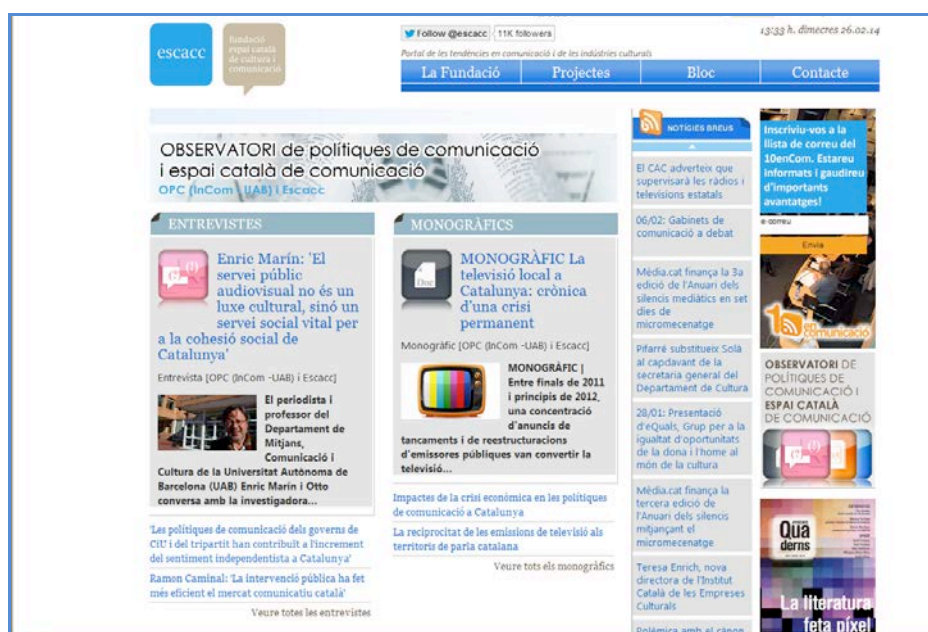 escacc
fundació
espai català
de cultura i
comunicació
Follow @escacc
11K followers
13:33 h. dimecres 26.02.14
Portal de les tendències en comunicació i de les indústries culturals
La Fundació
Projectes
Bloc
Contacte
OBSERVATORI de polítiques de comunicació
i espai català de comunicació
OPC (InCom -UAB) i Escacc
ENTREVISTES
Enric Marín: 'El
servei públic
audiovisual no és un
luxe cultural, sinó un
servei social vital per
a la cohesió social de
Catalunya'
Entrevista [OPC (InCom -UAB) i Escacc]
El periodista i
professor del
Departament de
Mitjans,
Comunicació i
Cultura de la Universitat Autònoma de
Barcelona (UAB) Enric Marín i Otto
conversa amb la investigadora...
'Les polítiques de comunicació dels governs de
CiU i del tripartit han contribuït a l'increment
del sentiment independentista a Catalunya'
Ramon Caminal: 'La intervenció pública ha fet
més eficient el mercat comunicatiu català'
Veure totes les entrevistes
MONOGRÀFICS
Doc
MONOGRÀFIC La
televisió local a
Catalunya: crònica
d'una crisi
permanent
Monogràfic [OPC (InCom -UAB) i Escacc]
MONOGRÀFIC |
Entre finals de 2011
i principis de 2012,
una concentració
d'anuncis de
tancaments i de reestructuracions
d'emissores públiques van convertir la
televisió...
Impactes de la crisi econòmica en les polítiques
de comunicació a Catalunya
La reciprocitat de les emissions de televisió als
territoris de parla catalana
Veure tots els monogràfics
NOTÍCIES BREUS
El CAC adverteix que
supervisarà les ràdios i
televisions estatals
06/02: Gabinets de
comunicació a debat
Mèdia.cat finança la 3a
edició de l'Anuari dels
silencis mediàtics en set
dies de
micromecenatge
Pifarré substitueix Solà
al capdavant de la
secretaria general del
Departament de Cultura
28/01: Presentació
d'eQuals, Grup per a la
igualtat d'oportunitats
de la dona i l'home al
món de la cultura
Mèdia.cat finança la
tercera edició de
l'Anuari dels silencis
mitjançant el
micromecenatge
Teresa Enrich, nova
directora de l'Institut
Català de les Empreses
Culturals
Polèmica amb el cànon
Inscriviu-vos a la
llista de correu del
10enCom. Estareu
informats i gaudireu
d'importants
avantatges!
e-correu
Envia
10 en
comunicació
OBSERVATORI DE
POLÍTIQUES DE
COMUNICACIÓ I
ESPAI CATALÀ
DE COMUNICACIÓ
Qua
derns
La literatura
feta píxel